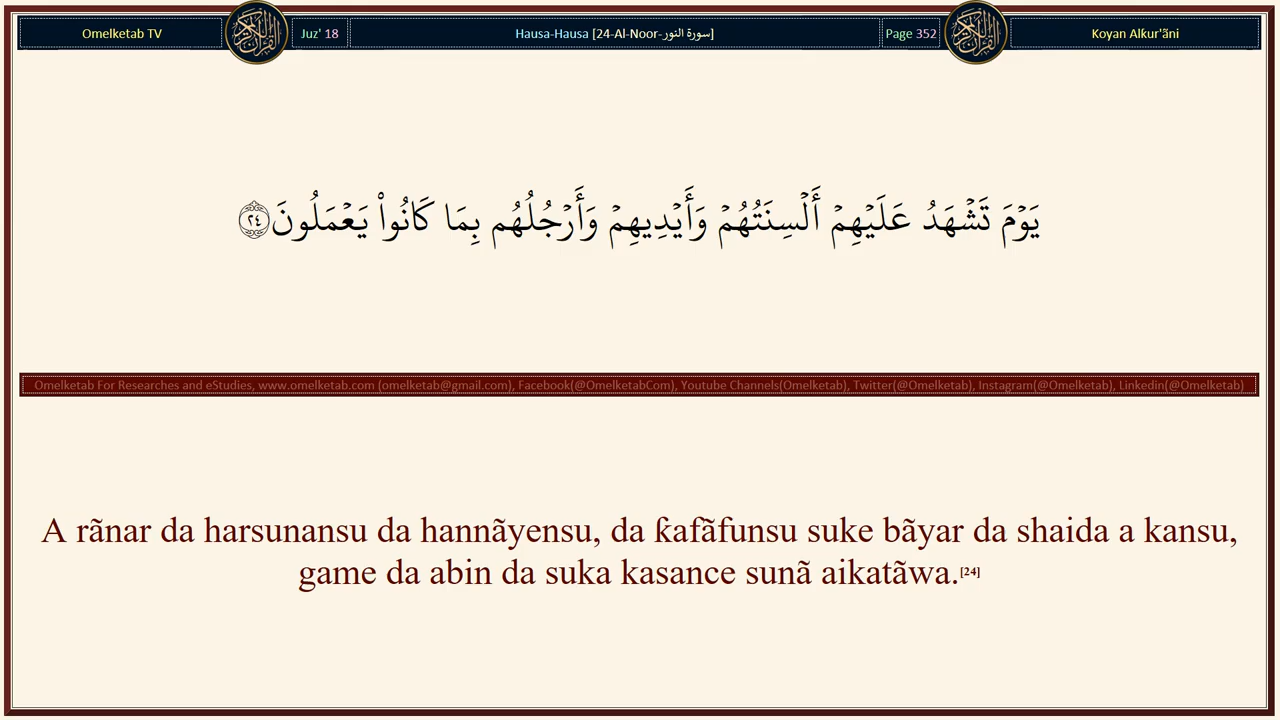 Omelketab TV
Juz' 18
Hausa-Hausa [24-Al-Noor-سورة النور]
Page 352
Koyan Alƙur'ãni
يَوۡمَ تَشۡهَدُ عَلَيۡهِمۡ أَلۡسِنَتُهُمۡ وَأَيۡدِيهِمۡ وَأَرۡجُلُهُم بِمَا كَانُواْ يَعۡمَلُونَ ٢٤
Omelketab For Researches and eStudies, www.omelketab.com (omelketab@gmail.com), Facebook(@OmelketabCom), Youtube Channels(Omelketab), Twitter(@Omelketab), Instagram(@Omelketab), Linkedin(@Omelketab)
A rãnar da harsunansu da hannãyensu, da ƙafãfunsu suke bãyar da shaida a kansu,
game da abin da suka kasance sunã aikatãwa.[24]